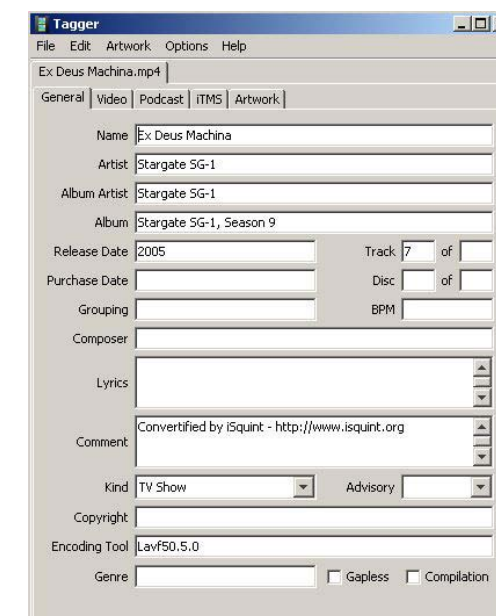 Tagger
File Edit Artwork Options Help
Ex Deus Machina.mp4
General Video Podcast iTMS Artwork
Name Ex Deus Machina
Artist Stargate SG-1
Album Artist Stargate SG-1
Album Stargate SG-1, Season 9
Release Date 2005 Track 7 of
Purchase Date Disc of
Grouping BPM
Composer
Lyrics
Comment Convertified by iSquint - http://www.isquint.org
Kind TV Show Advisory
Copyright
Encoding Tool Lavf50.5.0
Genre Gapless Compilation